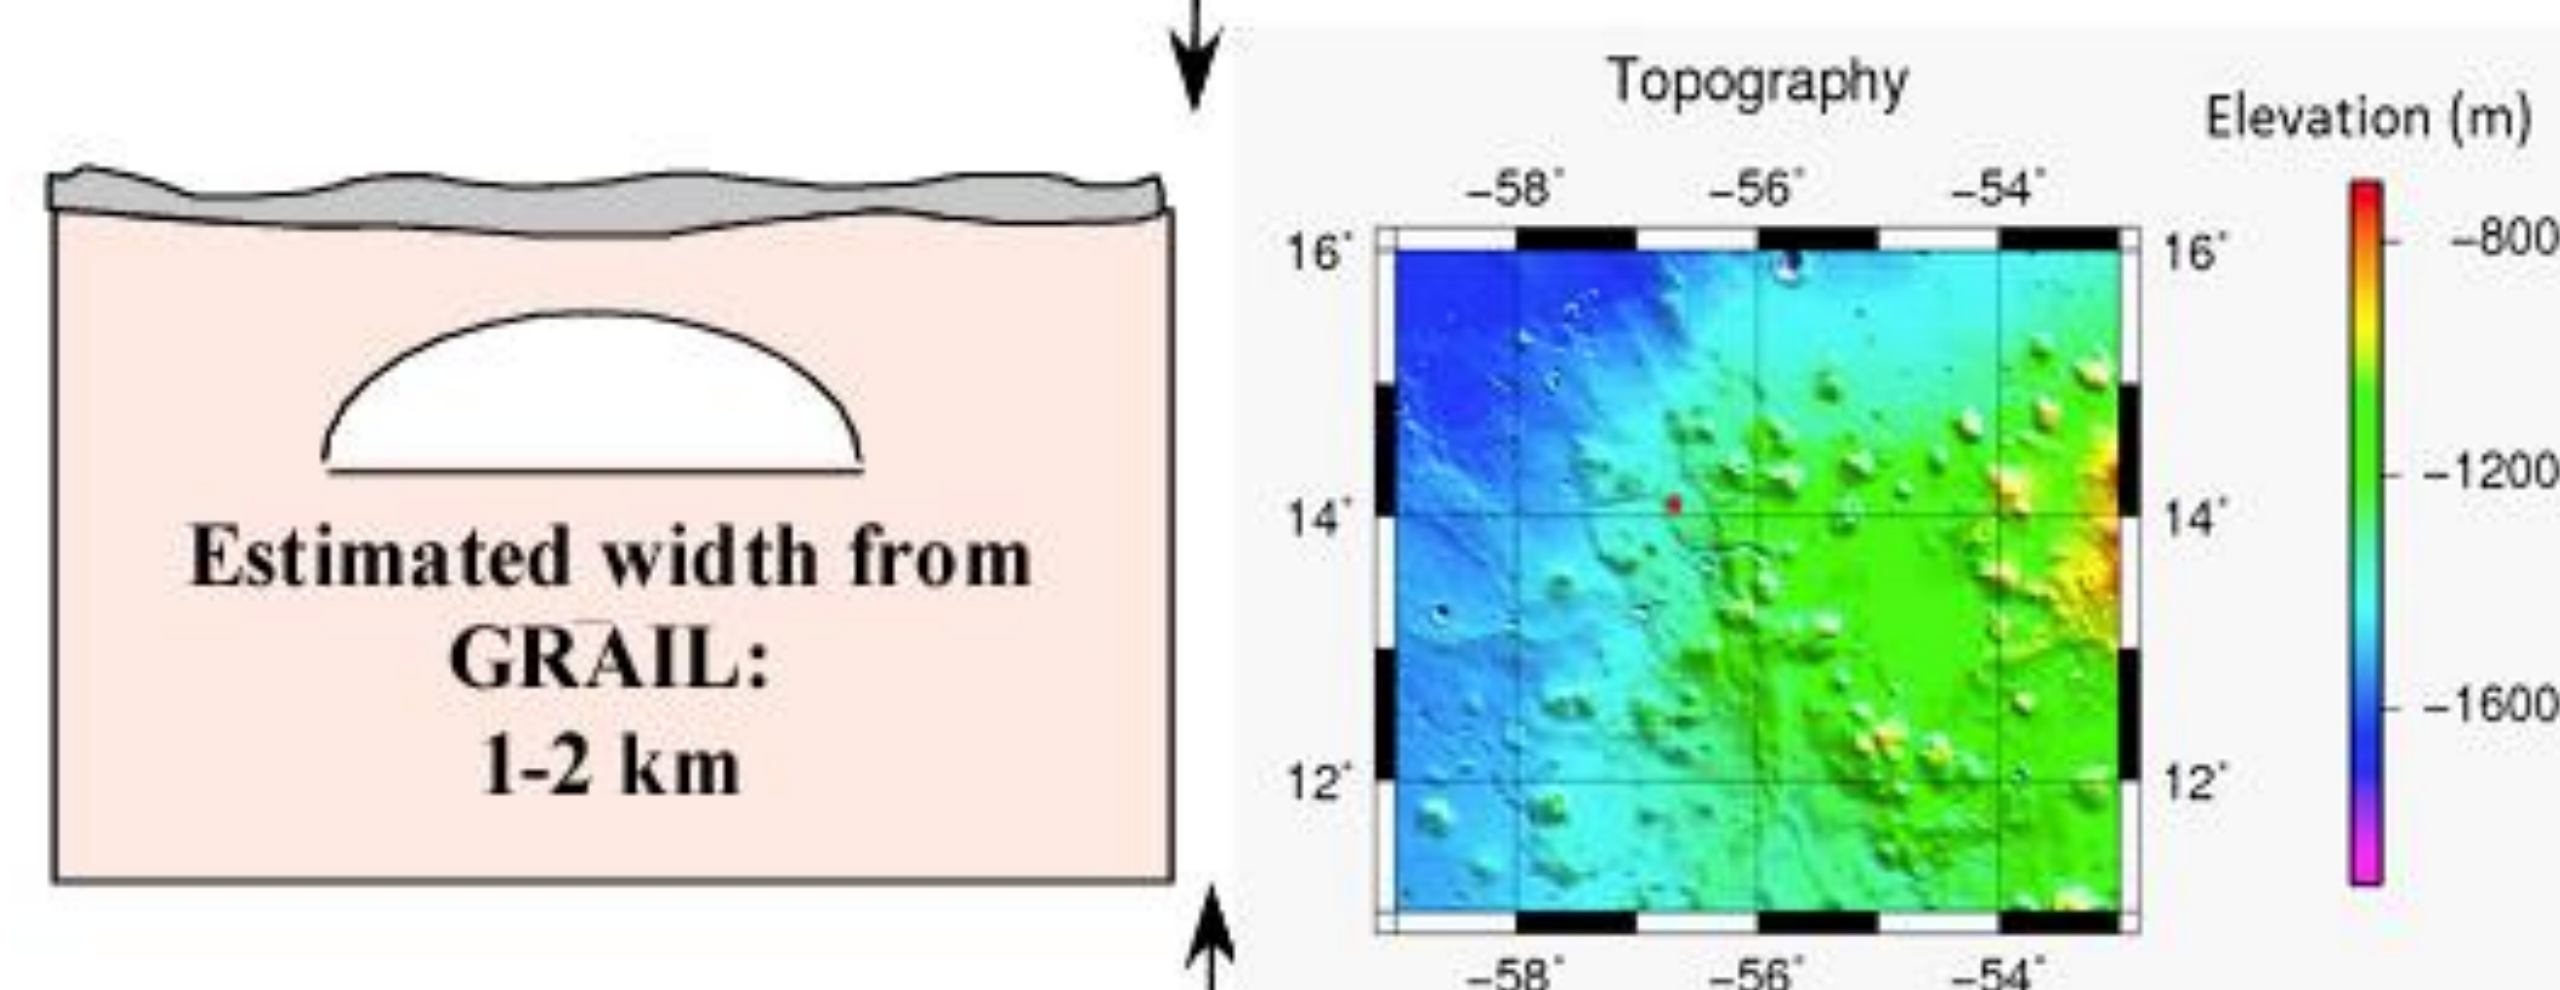 Estimated width from
GRAIL:
1-2 km
Topography
Elevation (m)
−58° −56° −54°
16° 16°
14° 14°
12° 12°
−58° −56° −54°
−800
−1200
−1600